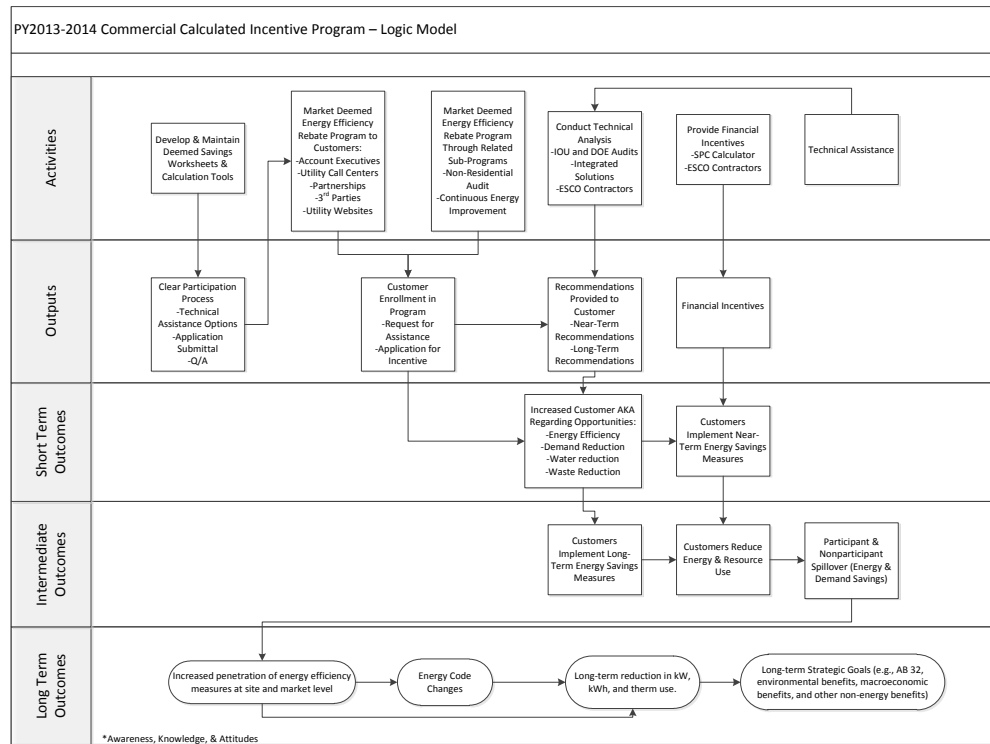 PY2013-2014 Commercial Calculated Incentive Program – Logic Model
Activities
Develop & Maintain
Deemed Savings
Worksheets &
Calculation Tools
Market Deemed
Energy Efficiency
Rebate Program to
Customers:
-Account Executives
-Utility Call Centers
-Partnerships
-3rd Parties
-Utility Websites
Market Deemed
Energy Efficiency
Rebate Program
Through Related
Sub-Programs
-Non-Residential
Audit
-Continuous Energy
Improvement
Conduct Technical
Analysis
-IOU and DOE Audits
-Integrated
Solutions
-ESCO Contractors
Provide Financial
Incentives
-SPC Calculator
-ESCO Contractors
Technical Assistance
Outputs
Clear Participation
Process
-Technical
Assistance Options
-Application
Submittal
-Q/A
Customer
Enrollment in
Program
-Request for
Assistance
-Application for
Incentive
Recommendations
Provided to
Customer
-Near-Term
Recommendations
-Long-Term
Recommendations
Financial Incentives
Short Term
Outcomes
Increased Customer AKA
Regarding Opportunities:
-Energy Efficiency
-Demand Reduction
-Water reduction
-Waste Reduction
Customers
Implement Near-
Term Energy Savings
Measures
Intermediate
Outcomes
Customers
Implement Long-
Term Energy Savings
Measures
Customers Reduce
Energy & Resource
Use
Participant &
Nonparticipant
Spillover (Energy &
Demand Savings)
Long Term
Outcomes
Increased penetration of energy efficiency
measures at site and market level
Energy Code
Changes
Long-term reduction in kW,
kWh, and therm use.
Long-term Strategic Goals (e.g., AB 32,
environmental benefits, macroeconomic
benefits, and other non-energy benefits)
*Awareness, Knowledge, & Attitudes